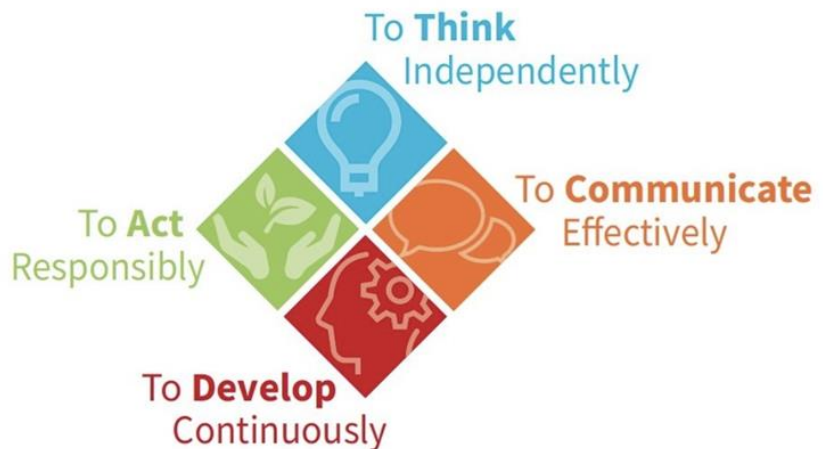 To Think
Independently
To Communicate
Effectively
To Act
Responsibly
To Develop
Continuously